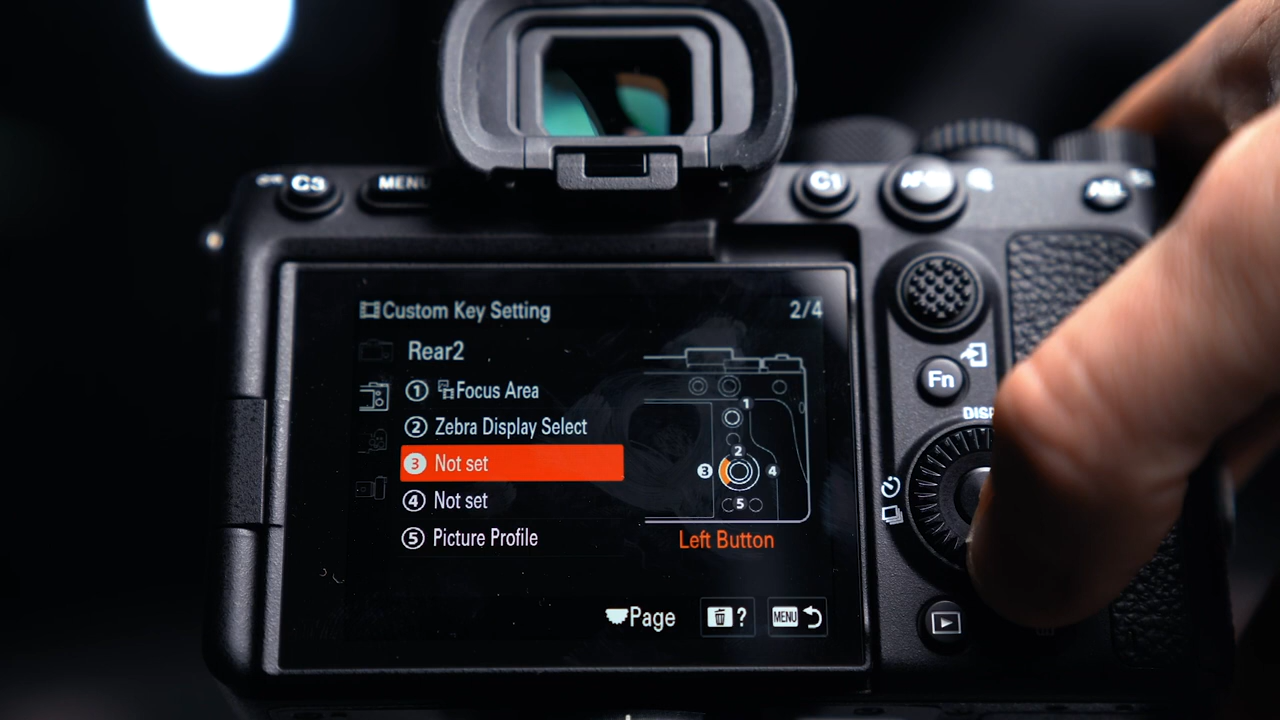 C3
MENU
C1
AF-ON
AEL
Custom Key Setting 2/4
Rear2
① Focus Area
② Zebra Display Select
③ Not set
④ Not set
⑤ Picture Profile
1
2
3
4
5
Left Button
Page
?
MENU
Fn
DISP